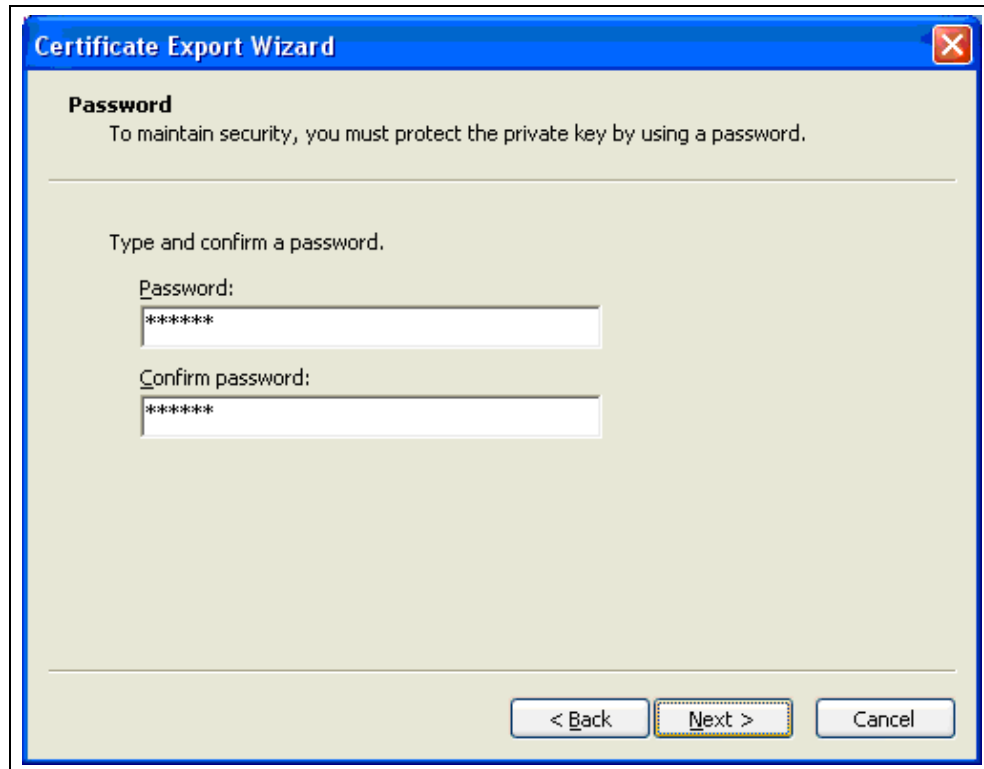 Certificate Export Wizard
Password
To maintain security, you must protect the private key by using a password.
Type and confirm a password.
Password:
******
Confirm password:
******
< Back Next > Cancel